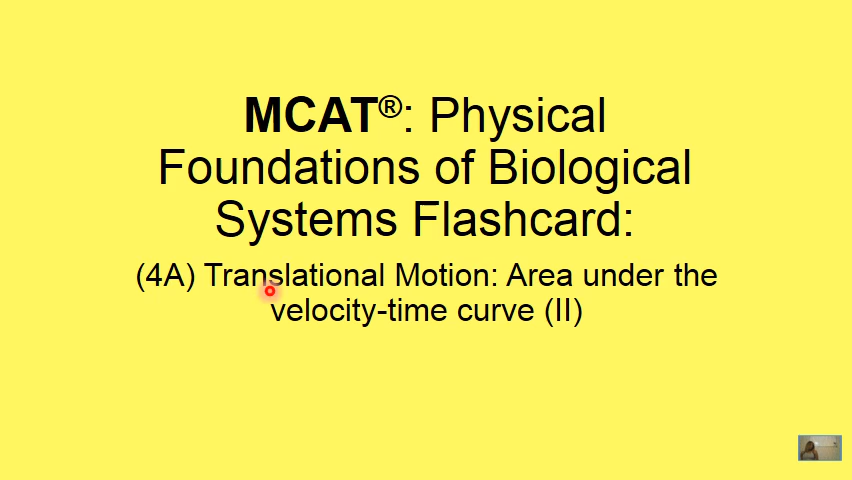 MCAT®: Physical
Foundations of Biological
Systems Flashcard:
(4A) Translational Motion: Area under the
velocity-time curve (II)